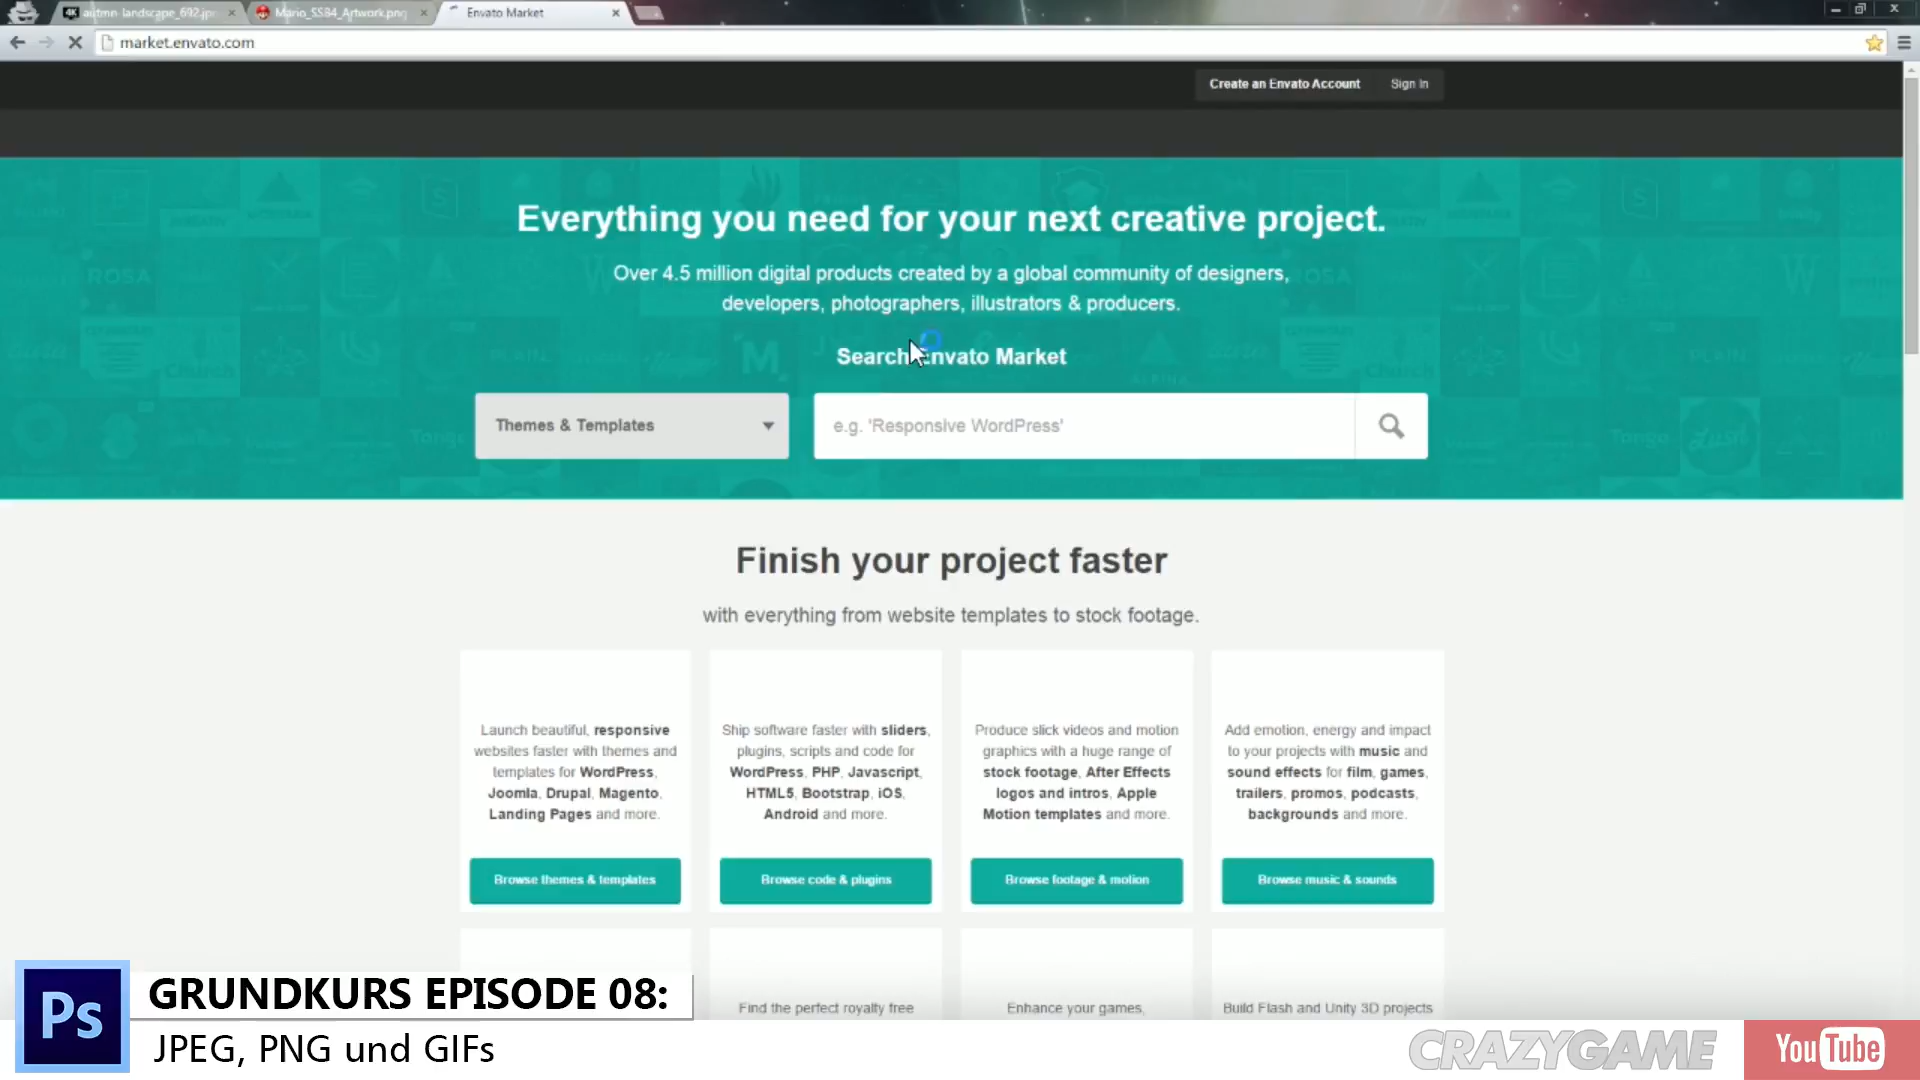 autmn-landscape_692.jp
Mario_SS84_Artwork.png
Envato Market
market.envato.com
Create an Envato Account
Sign In
Everything you need for your next creative project.
Over 4.5 million digital products created by a global community of designers,
developers, photographers, illustrators & producers.
Search Envato Market
Themes & Templates
e.g. 'Responsive WordPress'
Finish your project faster
with everything from website templates to stock footage.
Launch beautiful, responsive
websites faster with themes and
templates for WordPress,
Joomla, Drupal, Magento,
Landing Pages and more.
Browse themes & templates
Ship software faster with sliders,
plugins, scripts and code for
WordPress, PHP, Javascript,
HTML5, Bootstrap, iOS,
Android and more.
Browse code & plugins
Produce slick videos and motion
graphics with a huge range of
stock footage, After Effects
logos and intros, Apple
Motion templates and more.
Browse footage & motion
Add emotion, energy and impact
to your projects with music and
sound effects for film, games,
trailers, promos, podcasts,
backgrounds and more.
Browse music & sounds
Find the perfect royalty free
Enhance your games,
Build Flash and Unity 3D projects
Ps
GRUNDKURS EPISODE 08:
JPEG, PNG und GIFs
CRAZYGAME
YouTube